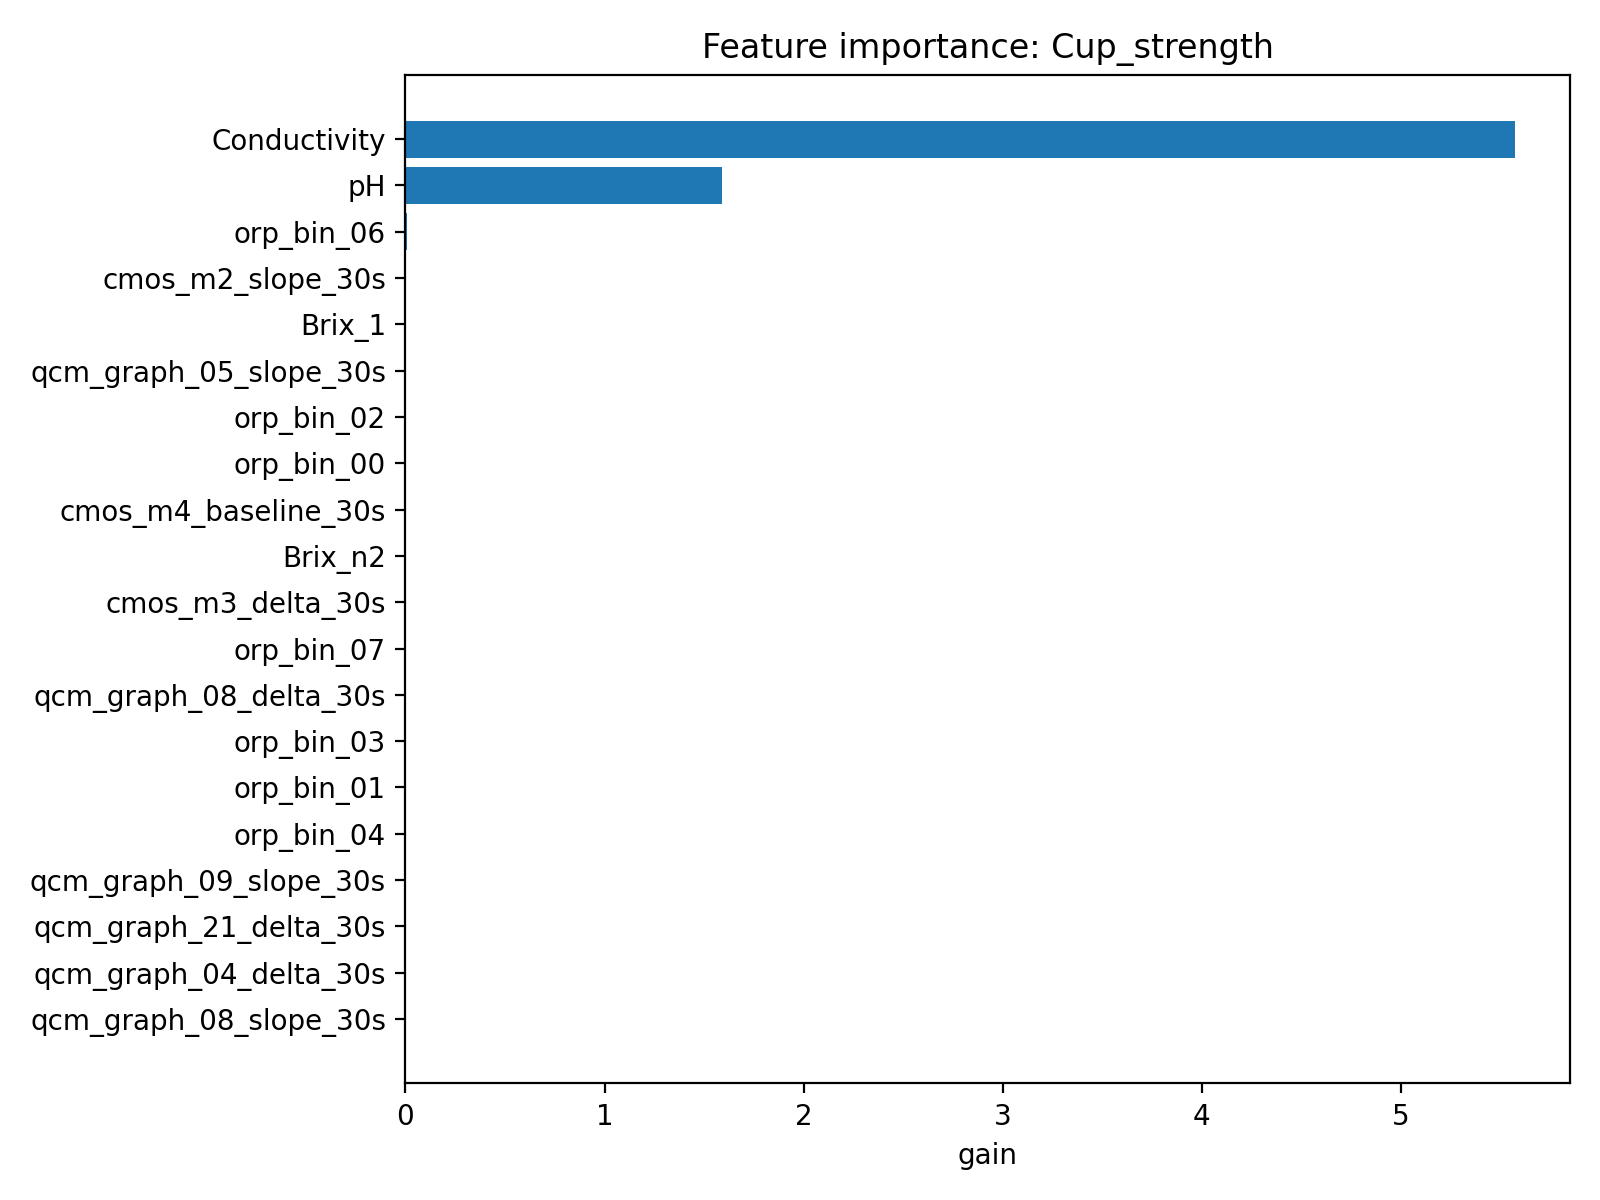 Feature importance: Cup_strength
Conductivity
pH
orp_bin_06
cmos_m2_slope_30s
Brix_1
qcm_graph_05_slope_30s
orp_bin_02
orp_bin_00
cmos_m4_baseline_30s
Brix_n2
cmos_m3_delta_30s
orp_bin_07
qcm_graph_08_delta_30s
orp_bin_03
orp_bin_01
orp_bin_04
qcm_graph_09_slope_30s
qcm_graph_21_delta_30s
qcm_graph_04_delta_30s
qcm_graph_08_slope_30s
0 1 2 3 4 5
gain